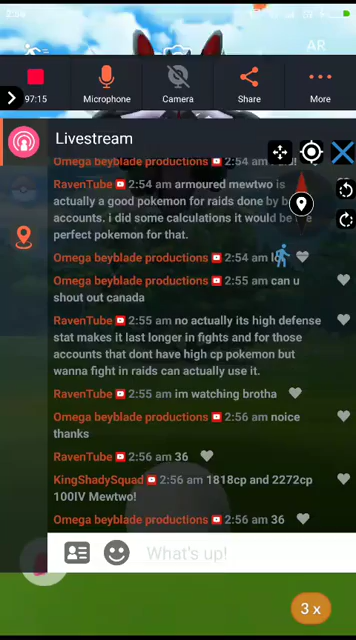 2:56
AR
97:15
Microphone
Camera
Share
More
Livestream
Omega beyblade productions 2:54 am
RavenTube 2:54 am armoured mewtwo is
actually a good pokemon for raids done by
accounts. i did some calculations it would be
perfect pokemon for that.
Omega beyblade productions 2:54 am
Omega beyblade productions 2:55 am can u
shout out canada
RavenTube 2:55 am no actually its high defense
stat makes it last longer in fights and for those
accounts that dont have high cp pokemon but
wanna fight in raids can actually use it.
RavenTube 2:55 am im watching brotha
Omega beyblade productions 2:56 am noice
thanks
RavenTube 2:56 am 36
KingShadySquad 2:56 am 1818cp and 2272cp
100IV Mewtwo!
Omega beyblade productions 2:56 am 36
What's up!
3 x